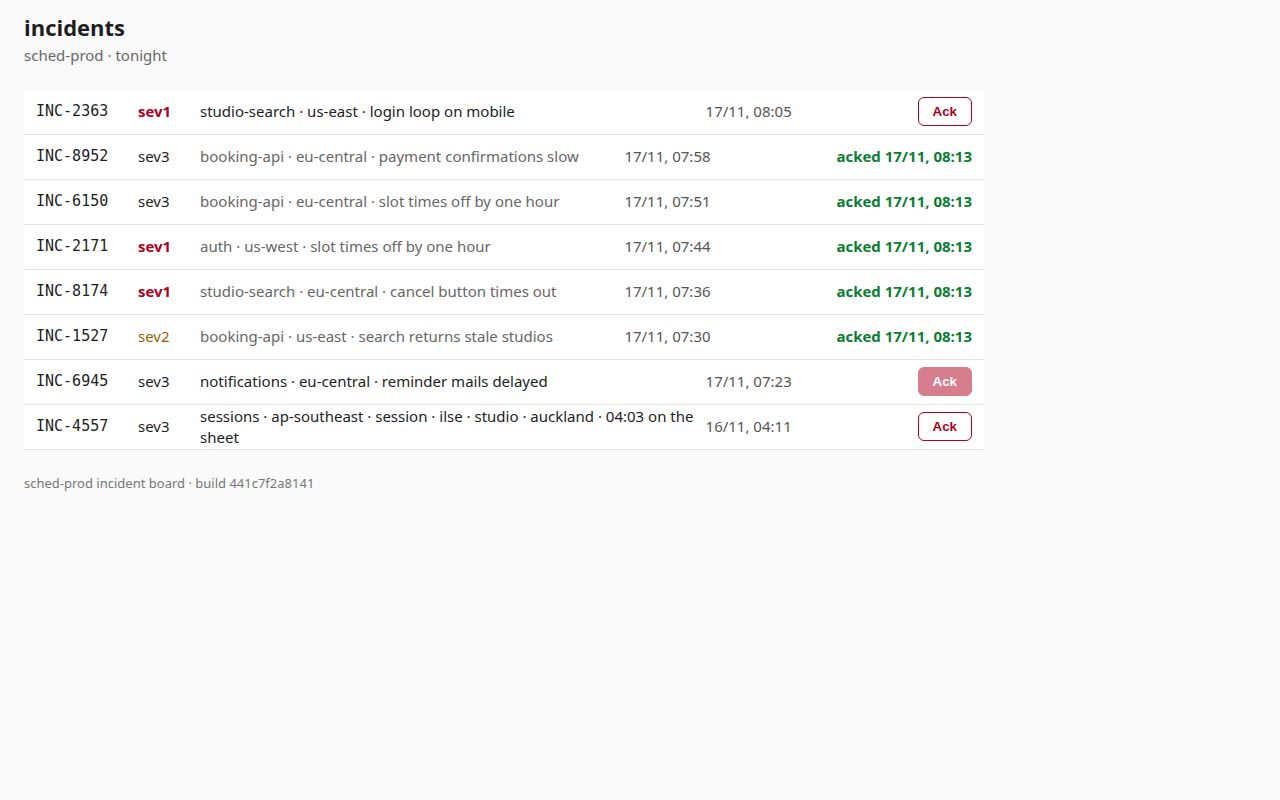 incidents
sched-prod · tonight
INC-2363 sev1 studio-search · us-east · login loop on mobile 17/11, 08:05 Ack
INC-8952 sev3 booking-api · eu-central · payment confirmations slow 17/11, 07:58 acked 17/11, 08:13
INC-6150 sev3 booking-api · eu-central · slot times off by one hour 17/11, 07:51 acked 17/11, 08:13
INC-2171 sev1 auth · us-west · slot times off by one hour 17/11, 07:44 acked 17/11, 08:13
INC-8174 sev1 studio-search · eu-central · cancel button times out 17/11, 07:36 acked 17/11, 08:13
INC-1527 sev2 booking-api · us-east · search returns stale studios 17/11, 07:30 acked 17/11, 08:13
INC-6945 sev3 notifications · eu-central · reminder mails delayed 17/11, 07:23 Ack
INC-4557 sev3 sessions · ap-southeast · session · ilse · studio · auckland · 04:03 on the 16/11, 04:11 Ack
sheet
sched-prod incident board · build 441c7f2a8141